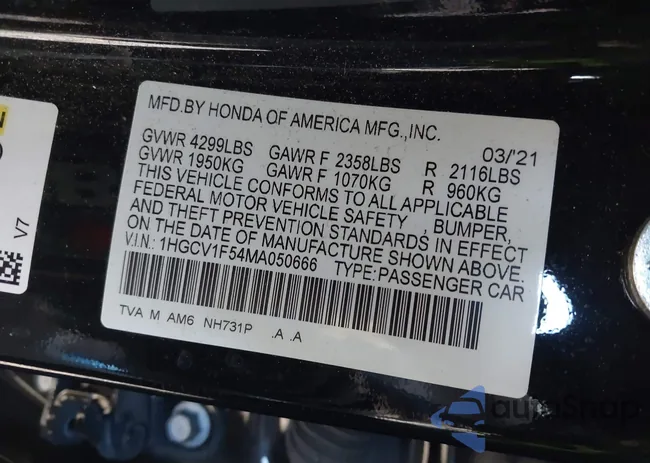 MFD.BY HONDA OF AMERICA MFG.,INC.
03/'21
GVWR 4299LBS GAWR F 2358LBS R 2116LBS
GVWR 1950KG GAWR F 1070KG R 960KG
THIS VEHICLE CONFORMS TO ALL APPLICABLE
FEDERAL MOTOR VEHICLE SAFETY , BUMPER,
AND THEFT PREVENTION STANDARDS IN EFFECT
ON THE DATE OF MANUFACTURE SHOWN ABOVE.
V.I.N.: 1HGCV1F54MA050666 TYPE:PASSENGER CAR
TVA M AM6 NH731P .A .A
V7
autoShop